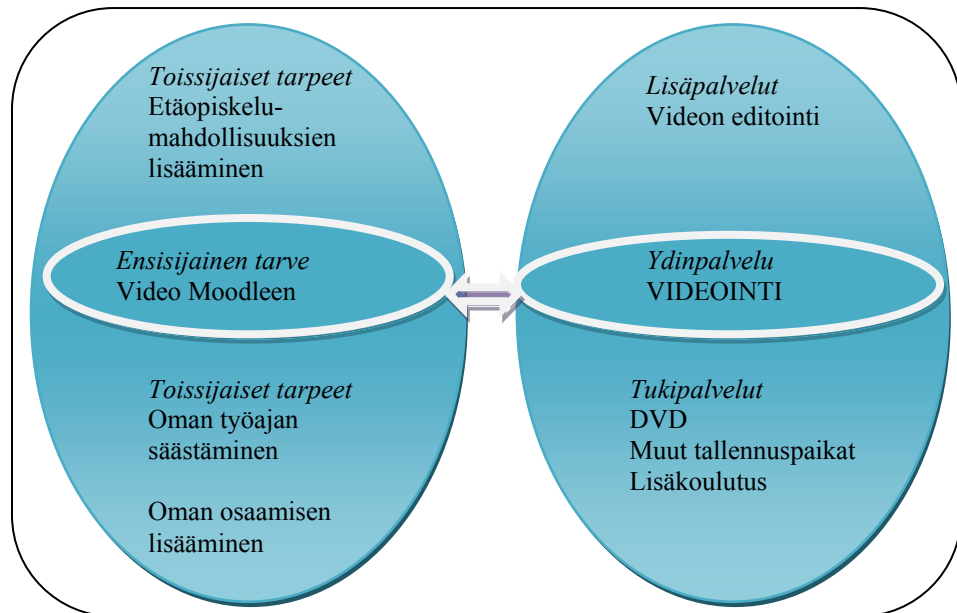 Toissijaiset tarpeet
Etäopiskelu-
mahdollisuuksien
lisääminen
Ensisijainen tarve
Video Moodleen
Toissijaiset tarpeet
Oman työajan
säästäminen
Oman osaamisen
lisääminen
Lisäpalvelut
Videon editointi
Ydinpalvelu
VIDEOINTI
Tukipalvelut
DVD
Muut tallennuspaikat
Lisäkoulutus